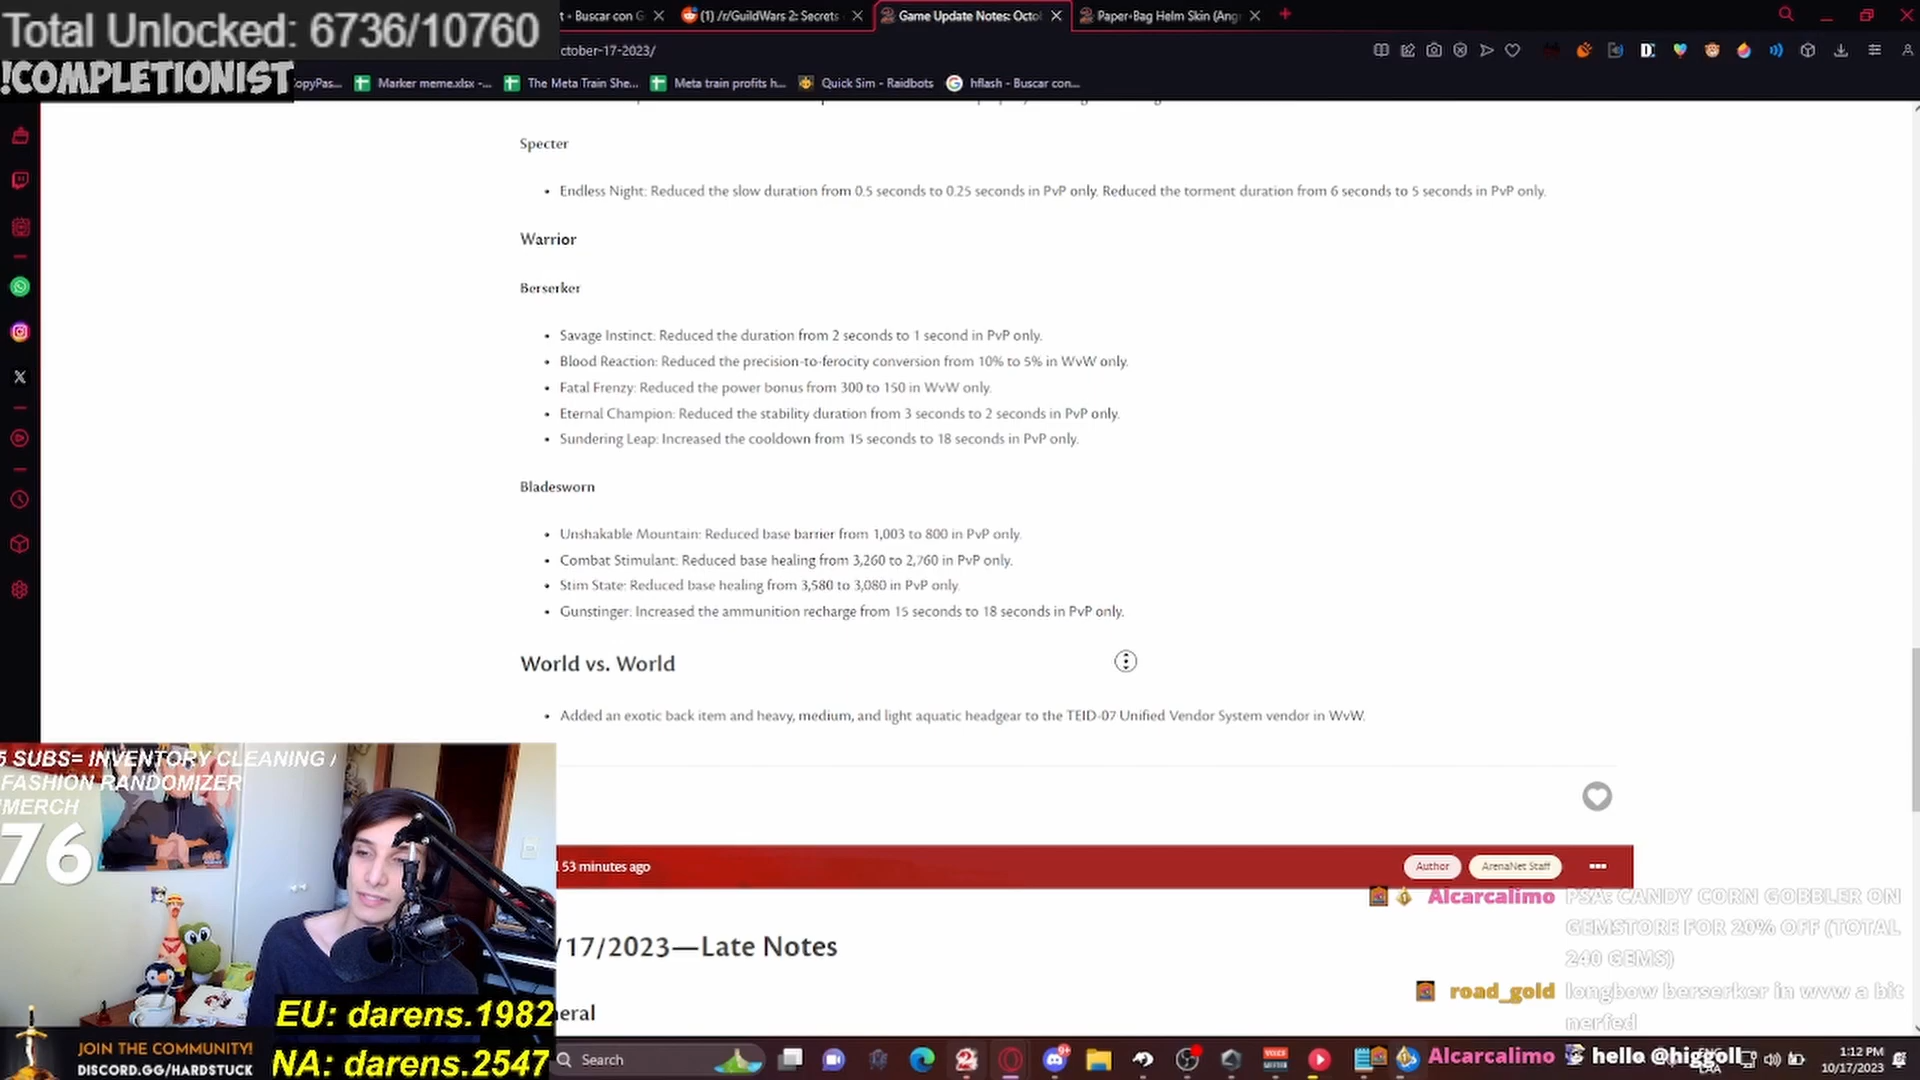 Total Unlocked: 6736/10760
!COMPLETIONIST
t • Buscar con G
(1) /r/GuildWars 2: Secrets
Game Update Notes: Octo
Paper-Bag Helm Skin (Ang
ctober-17-2023/
opyPas...
Marker meme.xlsx -...
The Meta Train She...
Meta train profits h...
Quick Sim - Raidbots
hflash - Buscar con...
Specter
• Endless Night: Reduced the slow duration from 0.5 seconds to 0.25 seconds in PvP only. Reduced the torment duration from 6 seconds to 5 seconds in PvP only.
Warrior
Berserker
• Savage Instinct: Reduced the duration from 2 seconds to 1 second in PvP only.
• Blood Reaction: Reduced the precision-to-ferocity conversion from 10% to 5% in WvW only.
• Fatal Frenzy: Reduced the power bonus from 300 to 150 in WvW only.
• Eternal Champion: Reduced the stability duration from 3 seconds to 2 seconds in PvP only.
• Sundering Leap: Increased the cooldown from 15 seconds to 18 seconds in PvP only.
Bladesworn
• Unshakable Mountain: Reduced base barrier from 1,003 to 800 in PvP only.
• Combat Stimulant: Reduced base healing from 3,260 to 2,760 in PvP only.
• Stim State: Reduced base healing from 3,580 to 3,080 in PvP only.
• Gunstinger: Increased the ammunition recharge from 15 seconds to 18 seconds in PvP only.
World vs. World
• Added an exotic back item and heavy, medium, and light aquatic headgear to the TEID-07 Unified Vendor System vendor in WvW.
5 SUBS= INVENTORY CLEANING /
FASHION RANDOMIZER
!MERCH
76
53 minutes ago
Author
ArenaNet Staff
/17/2023—Late Notes
neral
Alcarcalimo PSA: CANDY CORN GOBBLER ON
GEMSTORE FOR 20% OFF (TOTAL
240 GEMS)
road_gold longbow berserker in wvw a bit
nerfed
Alcarcalimo hello @higgoll
EU: darens.1982
NA: darens.2547
JOIN THE COMMUNITY!
DISCORD.GG/HARDSTUCK
Search
1:12 PM
10/17/2023